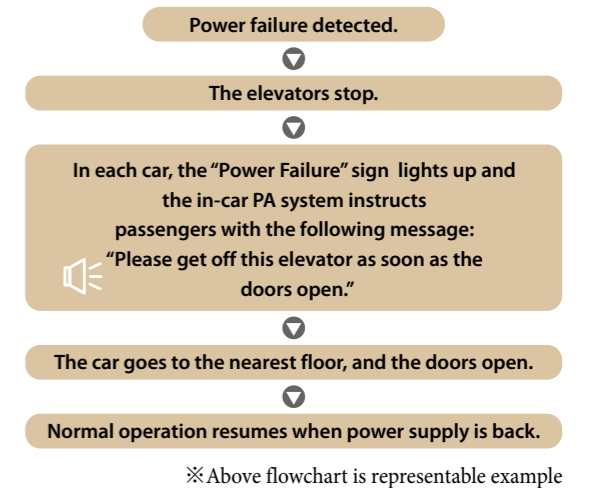 Power failure detected.
The elevators stop.
In each car, the “Power Failure” sign lights up and
the in-car PA system instructs
passengers with the following message:
“Please get off this elevator as soon as the
doors open.”
The car goes to the nearest floor, and the doors open.
Normal operation resumes when power supply is back.
※Above flowchart is representable example